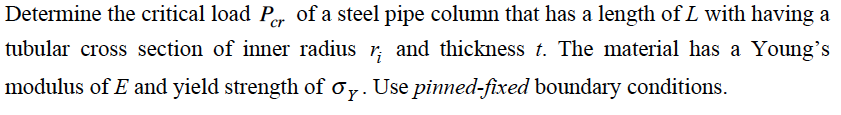 Determine the critical load P_cr of a steel pipe column that has a length of L with having a
tubular cross section of inner radius r_i and thickness t. The material has a Young's
modulus of E and yield strength of σ_Y. Use pinned-fixed boundary conditions.